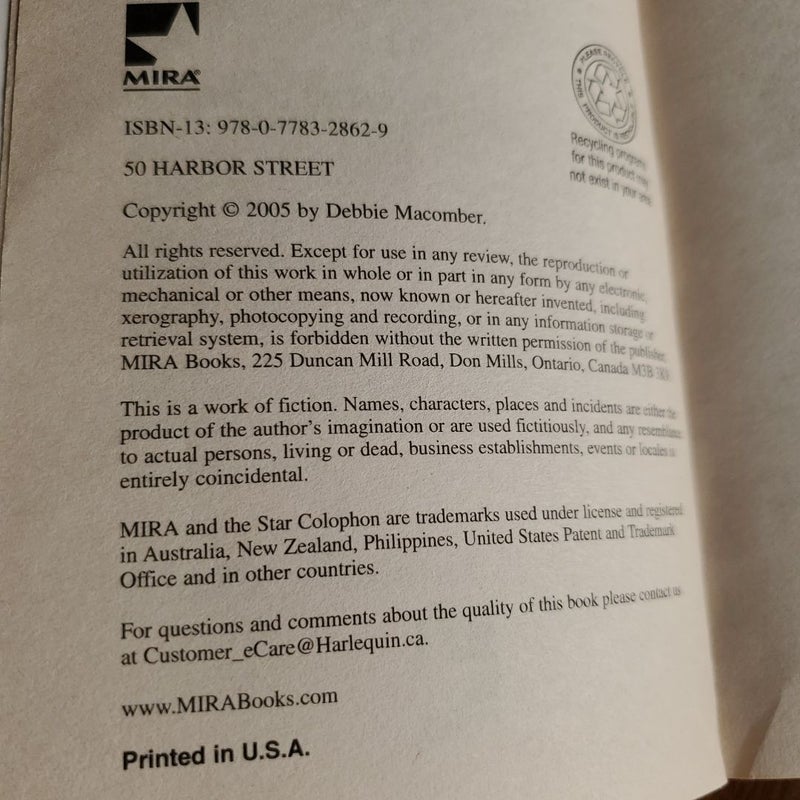 MIRA®
PLEASE RECYCLE
THIS PRODUCT
Recycling programs
for this product may
not exist in your area.
ISBN-13: 978-0-7783-2862-9
50 HARBOR STREET
Copyright © 2005 by Debbie Macomber.
All rights reserved. Except for use in any review, the reproduction or
utilization of this work in whole or in part in any form by any electronic,
mechanical or other means, now known or hereafter invented, including
xerography, photocopying and recording, or in any information storage or
retrieval system, is forbidden without the written permission of the publisher
MIRA Books, 225 Duncan Mill Road, Don Mills, Ontario, Canada M3B
This is a work of fiction. Names, characters, places and incidents are either the
product of the author's imagination or are used fictitiously, and any resemblance
to actual persons, living or dead, business establishments, events or locales is
entirely coincidental.
MIRA and the Star Colophon are trademarks used under license and registered
in Australia, New Zealand, Philippines, United States Patent and Trademark
Office and in other countries.
For questions and comments about the quality of this book please contact us
at Customer_eCare@Harlequin.ca.
www.MIRABooks.com
Printed in U.S.A.